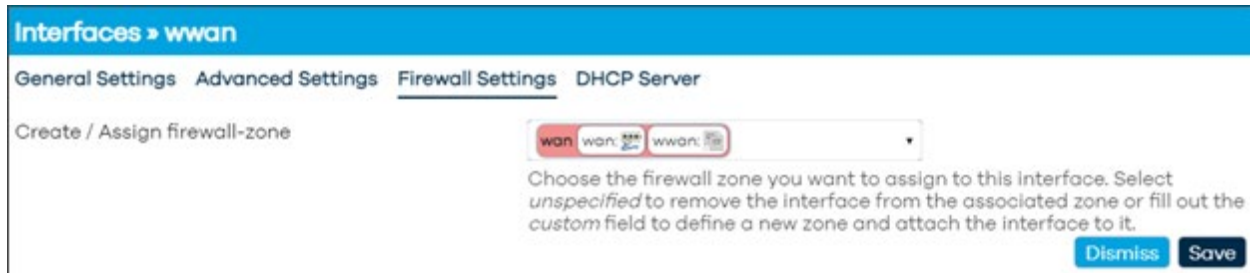 Interfaces » wwan
General Settings Advanced Settings Firewall Settings DHCP Server
Create / Assign firewall-zone
wan wan: wwan:
Choose the firewall zone you want to assign to this interface. Select
unspecified to remove the interface from the associated zone or fill out the
custom field to define a new zone and attach the interface to it.
Dismiss Save